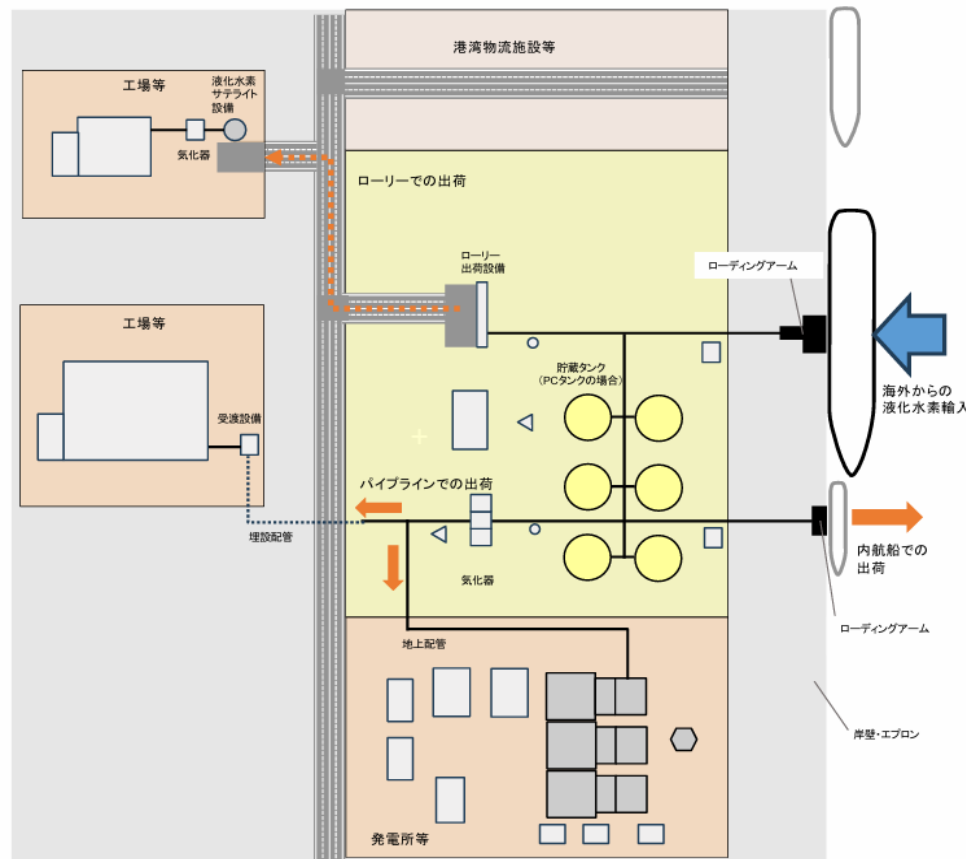 港湾物流施設等
工場等
液化水素
サテライト
設備
気化器
ローリーでの出荷
ローリー
出荷設備
ローディングアーム
工場等
貯蔵タンク
(PCタンクの場合)
海外からの
液化水素輸入
受渡設備
パイプラインでの出荷
埋設配管
気化器
内航船での
出荷
ローディングアーム
地上配管
岸壁・エプロン
発電所等